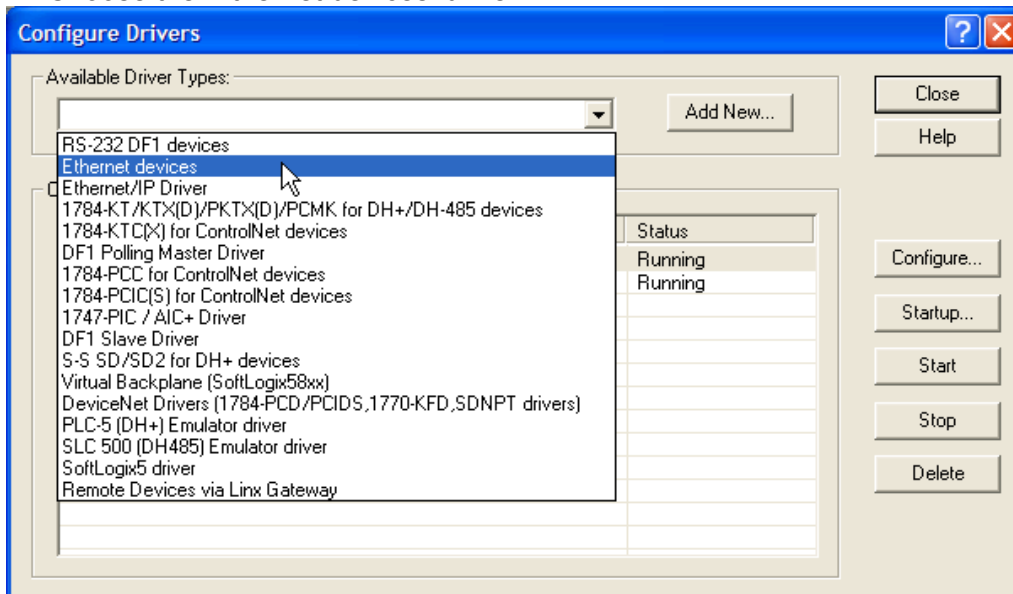 Configure Drivers
Available Driver Types:
Add New...
Close
Help
RS-232 DF1 devices
Ethernet devices
Ethernet/IP Driver
1784-KT/KTX(D)/PKTX(D)/PCMK for DH+/DH-485 devices
1784-KTC(X) for ControlNet devices
DF1 Polling Master Driver
1784-PCC for ControlNet devices
1784-PCIC(S) for ControlNet devices
1747-PIC / AIC+ Driver
DF1 Slave Driver
S-S SD/SD2 for DH+ devices
Virtual Backplane (SoftLogix58xx)
DeviceNet Drivers (1784-PCD/PCIDS,1770-KFD,SDNPT drivers)
PLC-5 (DH+) Emulator driver
SLC 500 (DH485) Emulator driver
SoftLogix5 driver
Remote Devices via Linx Gateway
Status
Running
Running
Configure...
Startup...
Start
Stop
Delete